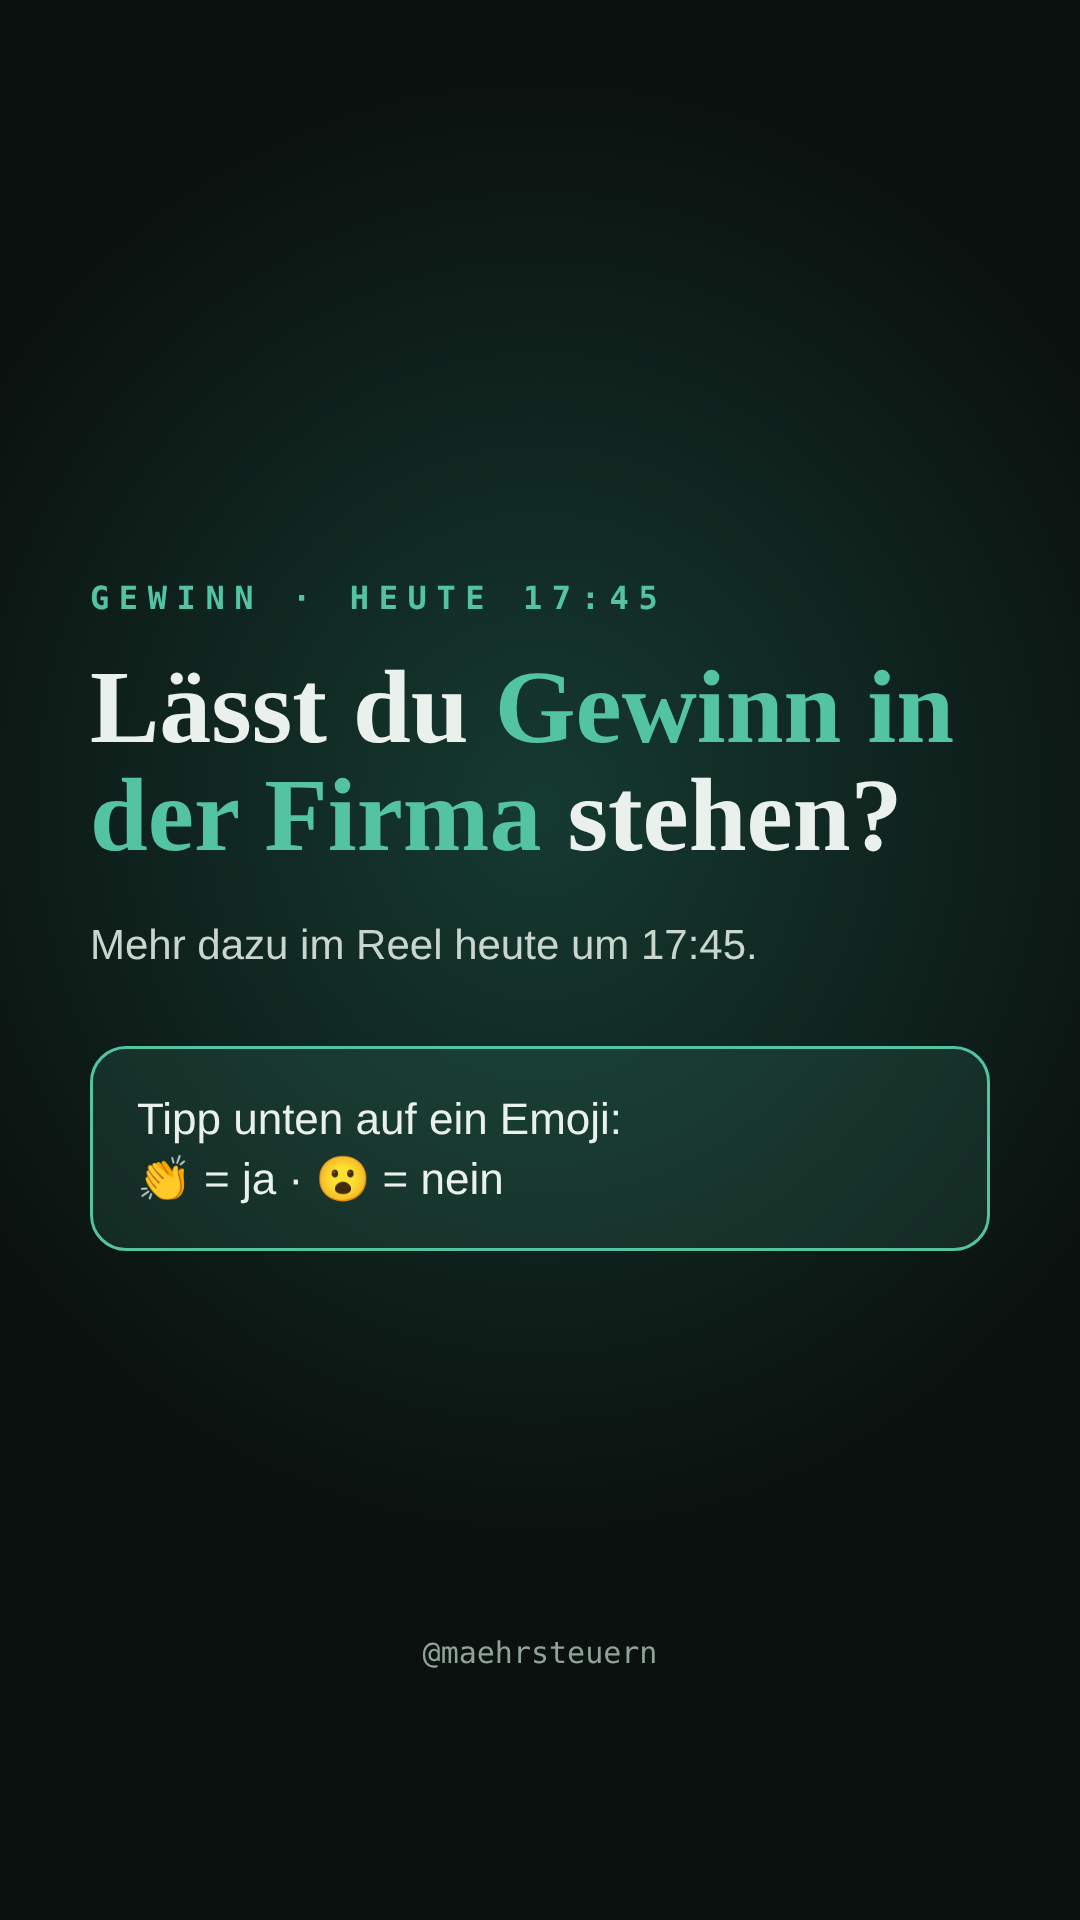 GEWINN · HEUTE 17:45
Lässt du Gewinn in
der Firma stehen?
Mehr dazu im Reel heute um 17:45.
Tipp unten auf ein Emoji:
👏 = ja · 😮 = nein
@maehrsteuern